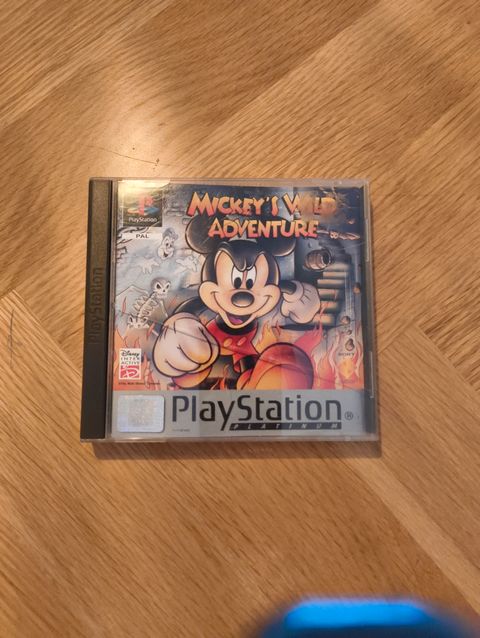 PlayStation
PlayStation
PAL
MICKEY'S WILD
ADVENTURE
Disney
INTER
ACTIVE
SONY
PlayStation®
PLATINUM